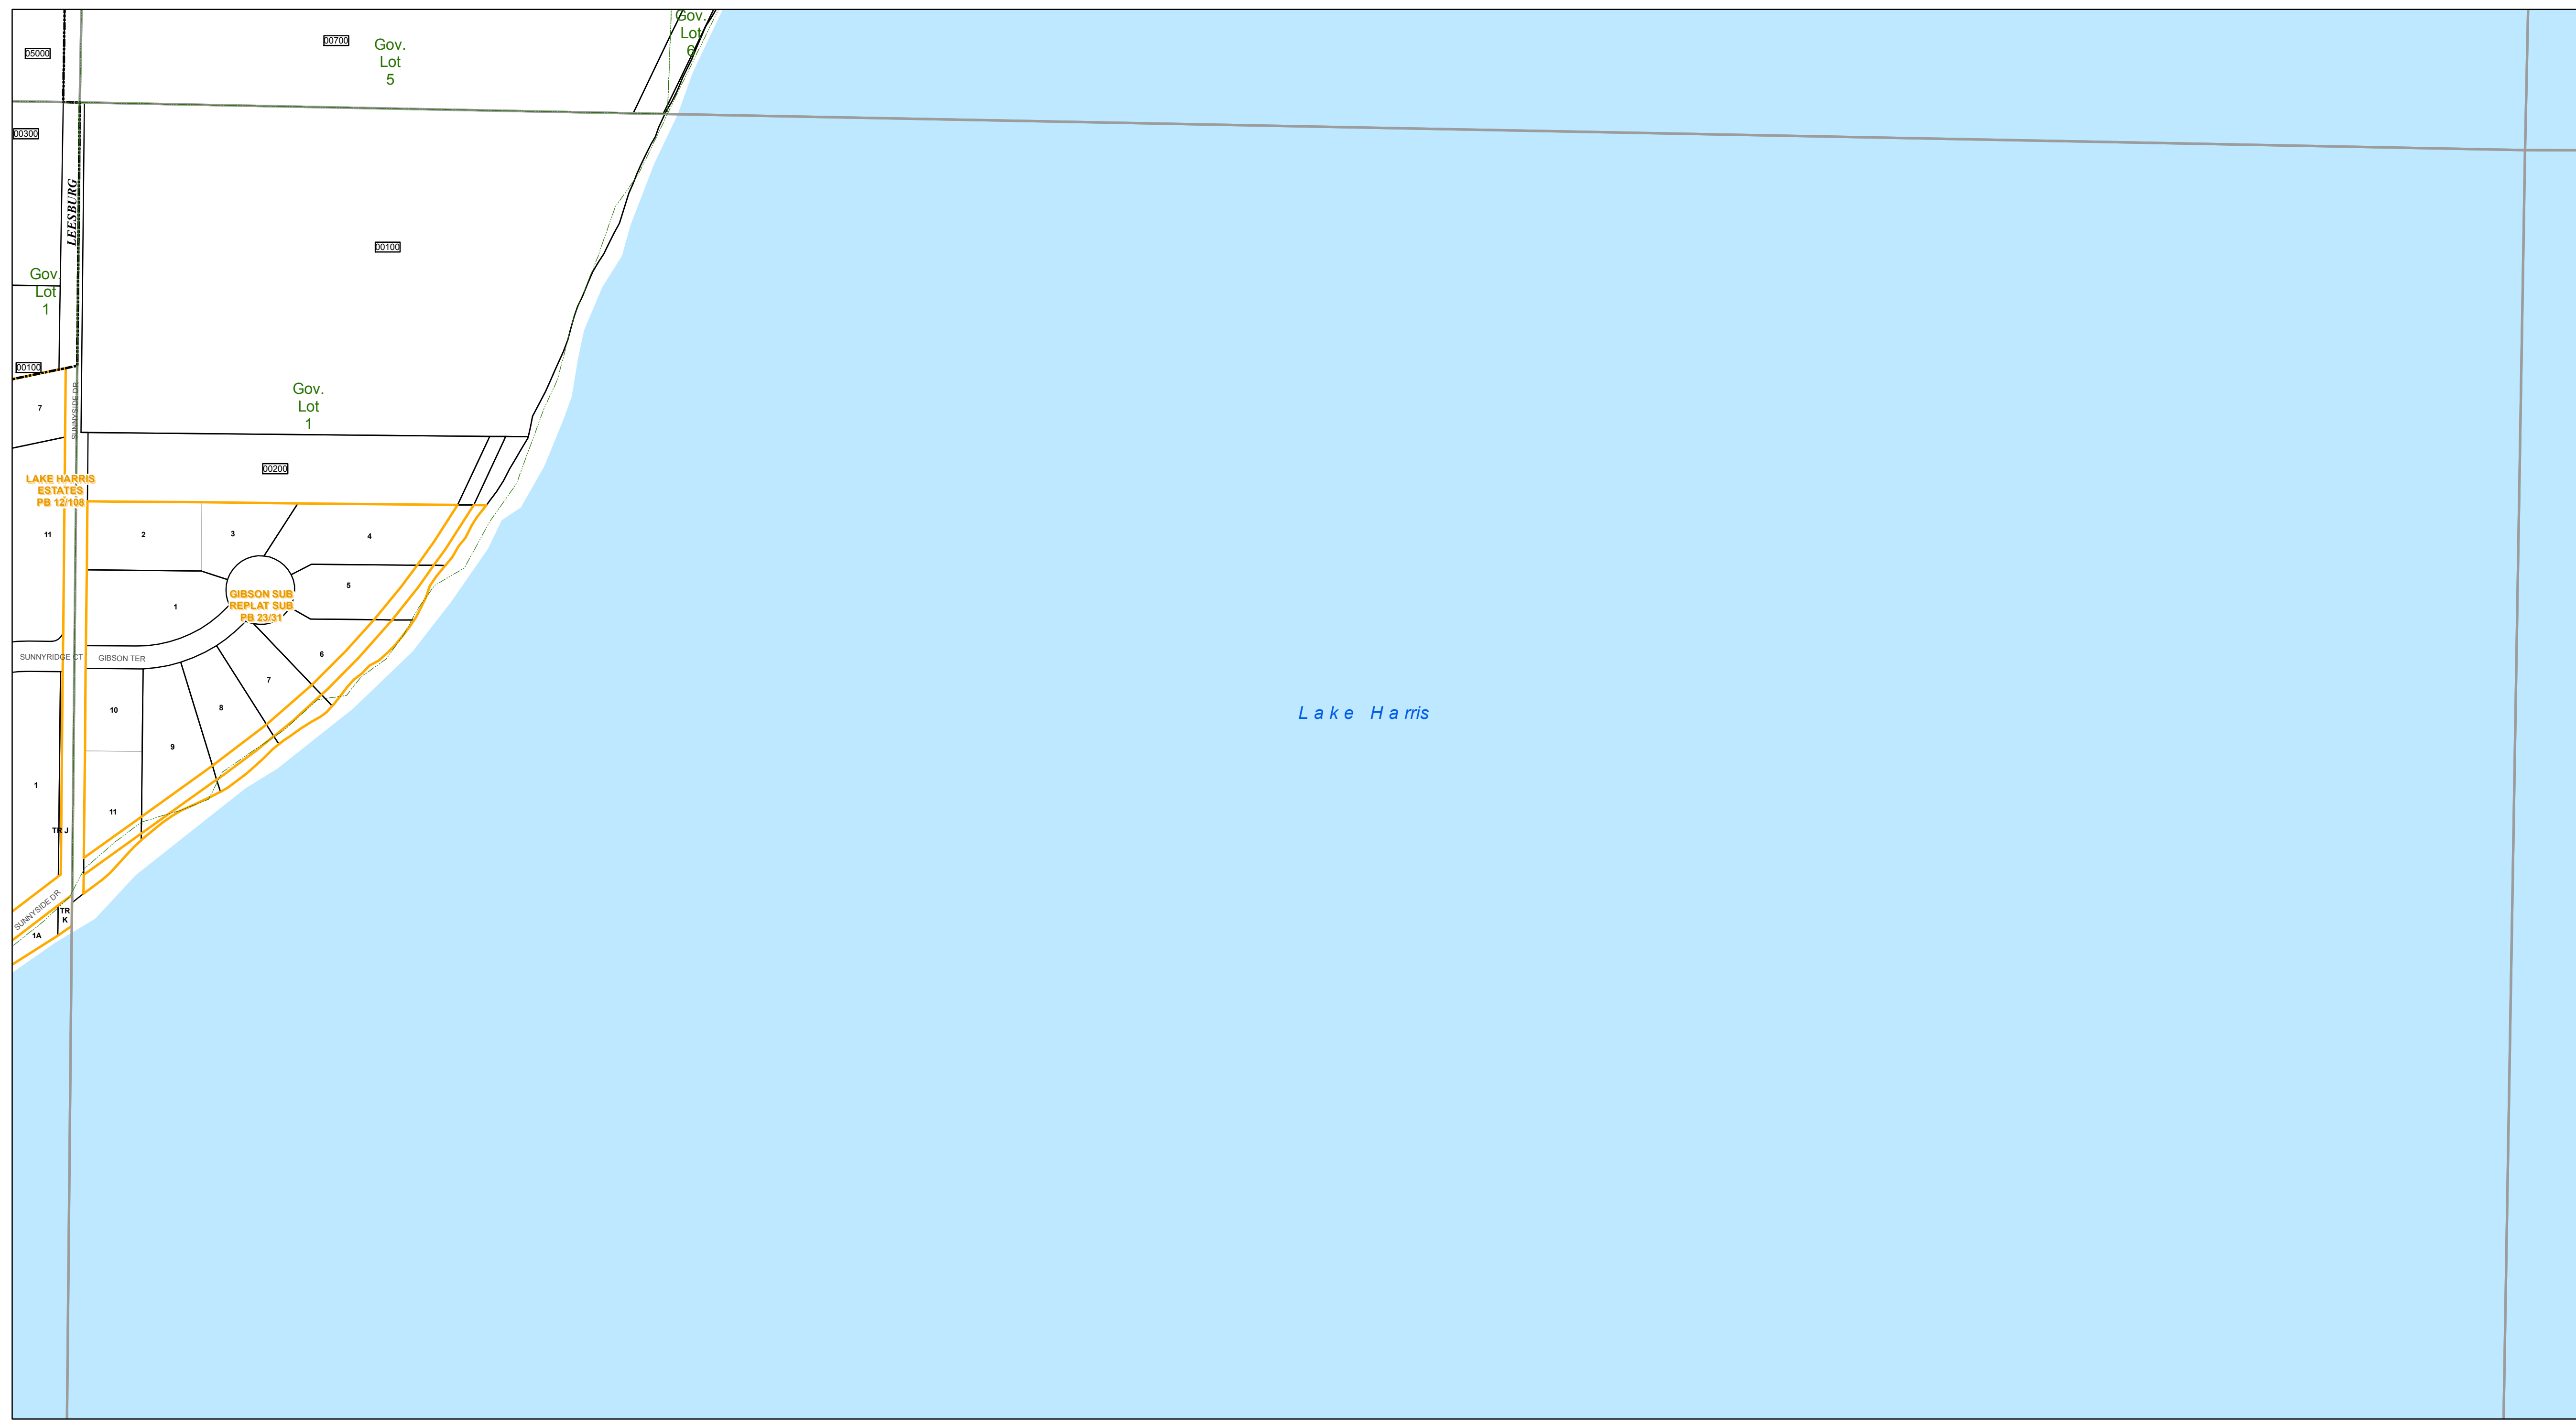 Gov.
Lot
6
00700
Gov.
Lot
5
05000
00300
LEESBURG
00100
Gov.
Lot
1
00100
SUNNYSIDE DR
7
Gov.
Lot
1
00200
LAKE HARRIS
ESTATES
PB 12/108
11
2
3
4
5
GIBSON SUB
REPLAT SUB
PB 23/31
1
SUNNYRIDGE CT
GIBSON TER
6
7
8
10
9
1
11
TR J
SUNNYSIDE DR
TR
K
1A
Lake Harris